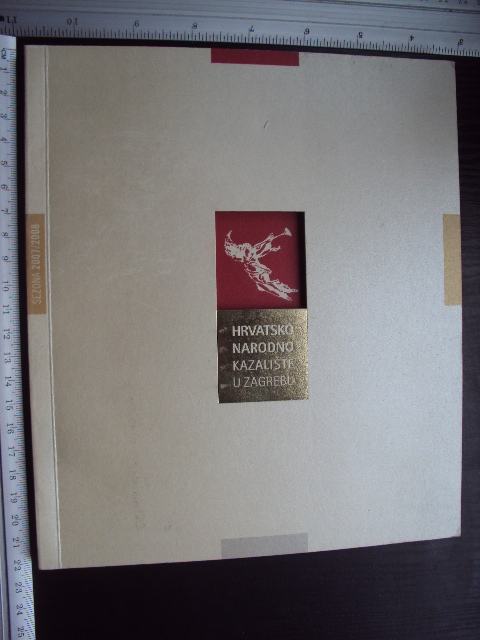 SEZONA 2007/2008
HRVATSKO
NARODNO
KAZALIŠTE
U ZAGREBU